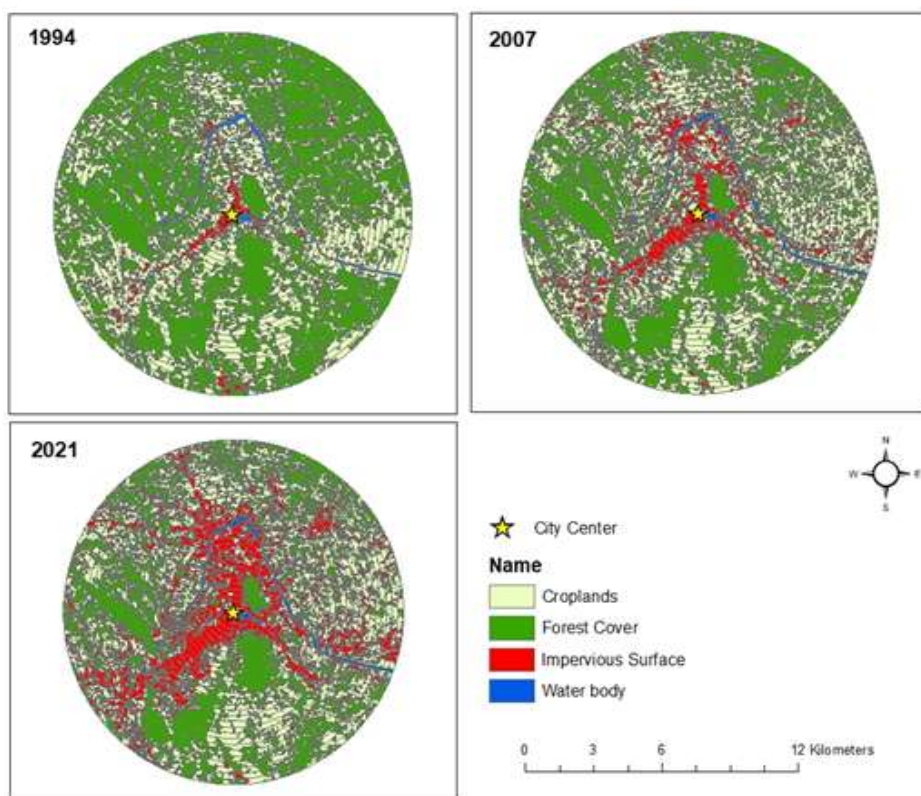 1994
2007
2021
N
W E
S
City Center
Name
Croplands
Forest Cover
Impervious Surface
Water body
0 3 6 12 Kilometers